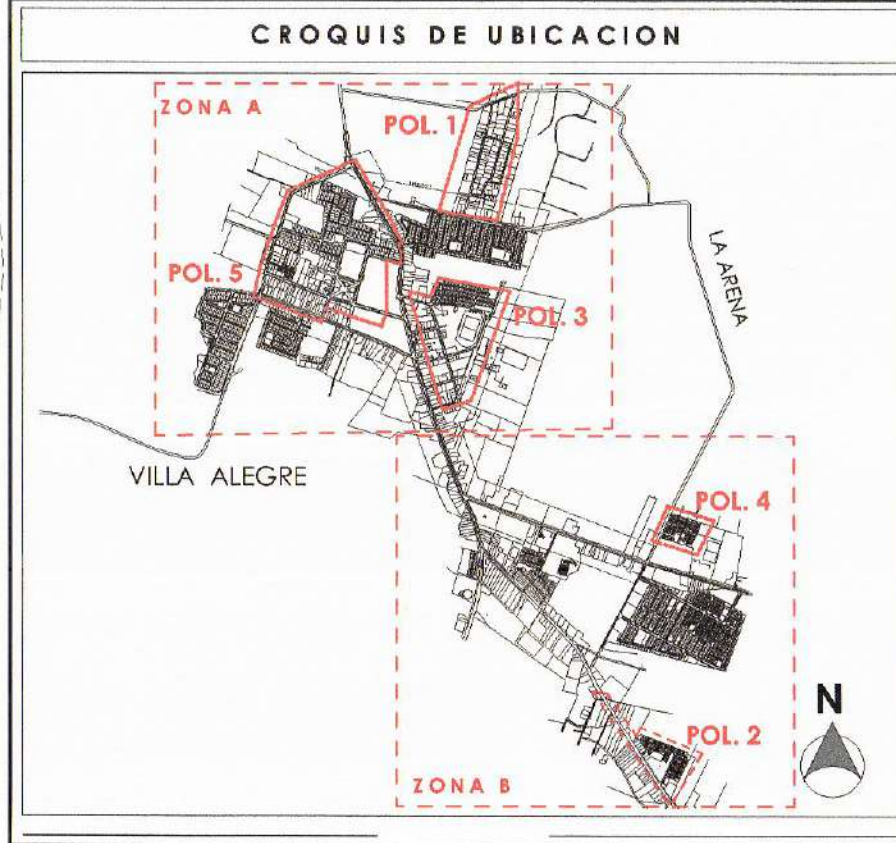 CROQUIS DE UBICACION
ZONA A
POL. 1
LA ARENA
POL. 5
POL. 3
VILLA ALEGRE
POL. 4
N
POL. 2
ZONA B